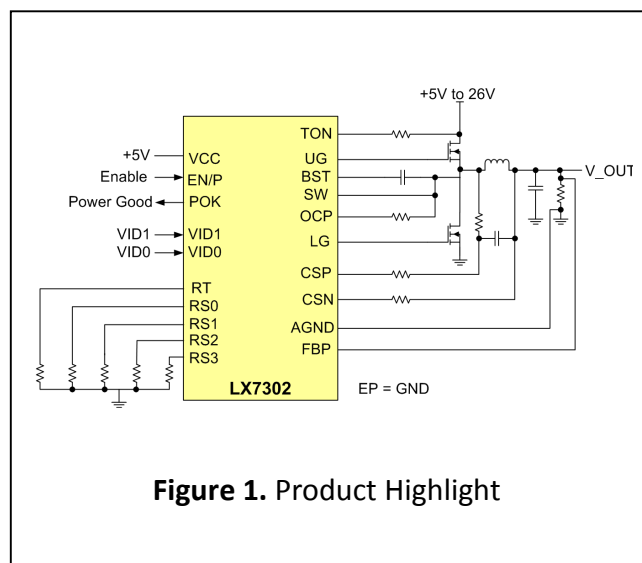 +5V to 26V
TON
UG
BST
SW
OCP
LG
CSP
CSN
AGND
FBP
V_OUT
+5V
VCC
Enable
EN/P
Power Good
POK
VID1
VID1
VID0
VID0
RT
RS0
RS1
RS2
RS3
LX7302
EP = GND
Figure 1. Product Highlight